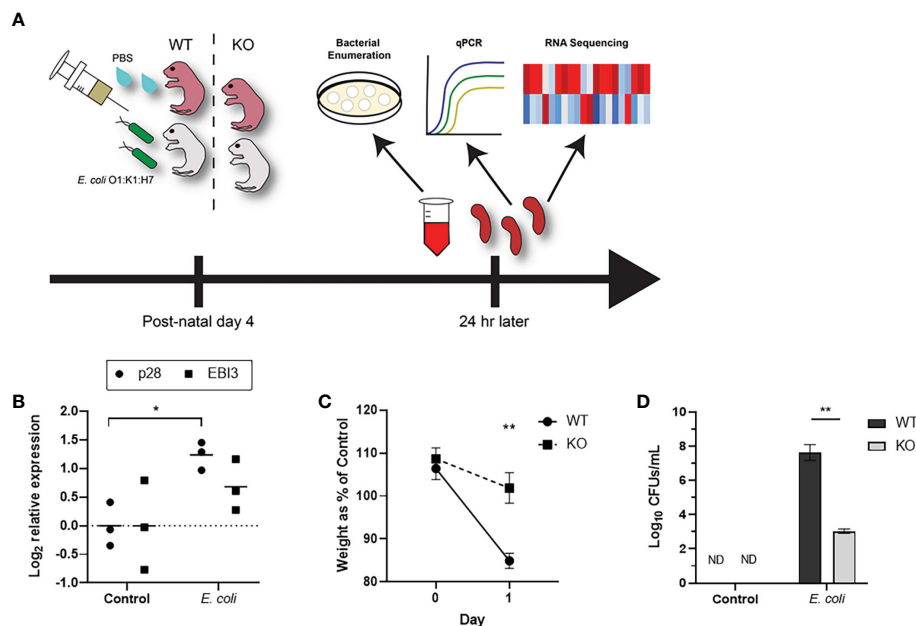 A
WT
KO
PBS
E. coli O1:K1:H7
Bacterial
Enumeration
qPCR
RNA Sequencing
Post-natal day 4
24 hr later
B
p28
EBI3
*
Log2 relative expression
2.0
1.5
1.0
0.5
0.0
-0.5
-1.0
Control
E. coli
C
WT
KO
**
Weight as % of Control
120
110
100
90
80
0
1
Day
D
WT
KO
**
Log10 CFUs/mL
10
8
6
4
2
0
ND
ND
Control
E. coli